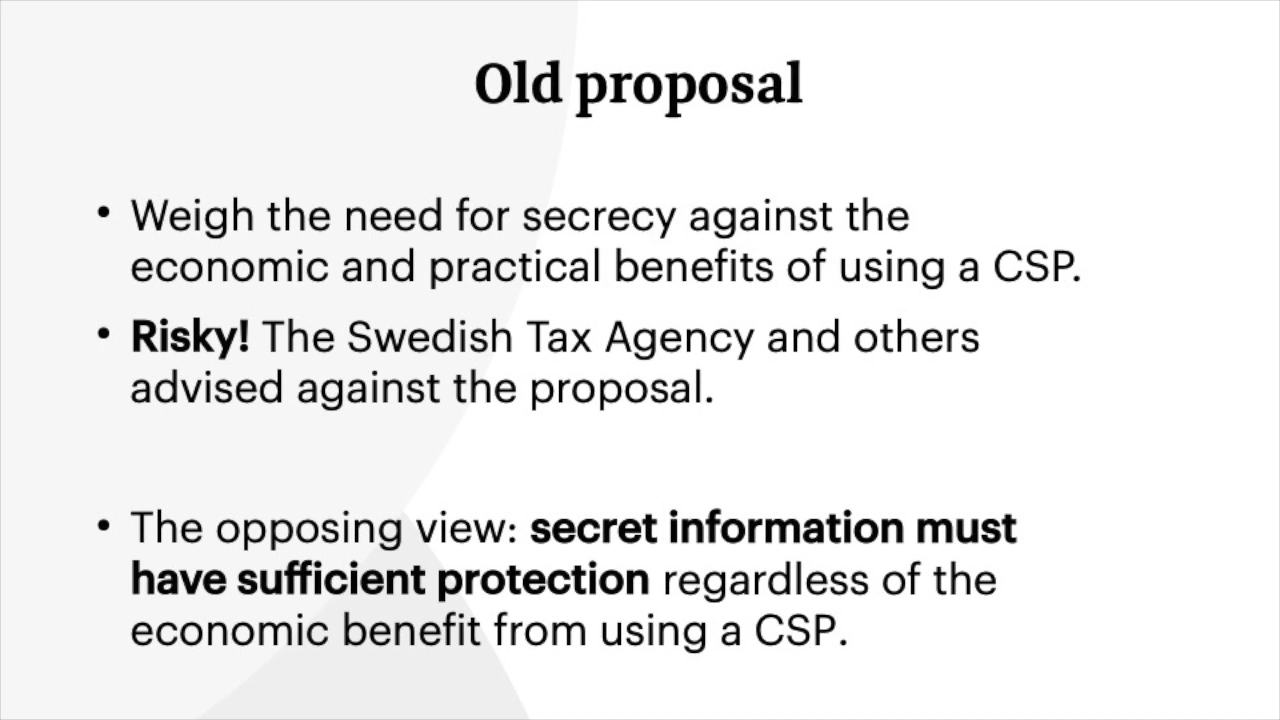 Old proposal
• Weigh the need for secrecy against the
economic and practical benefits of using a CSP.
• Risky! The Swedish Tax Agency and others
advised against the proposal.
• The opposing view: secret information must
have sufficient protection regardless of the
economic benefit from using a CSP.